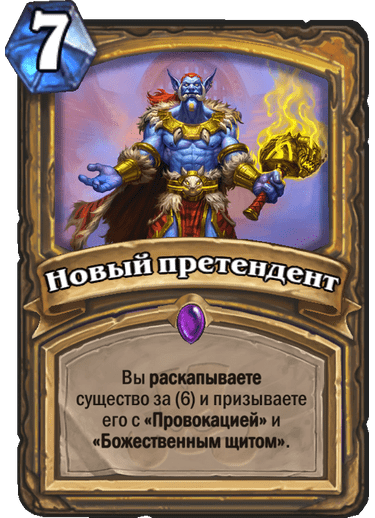 7
Новый претендент
Вы раскапываете
существо за (6) и призываете
его с «Провокацией» и
«Божественным щитом».